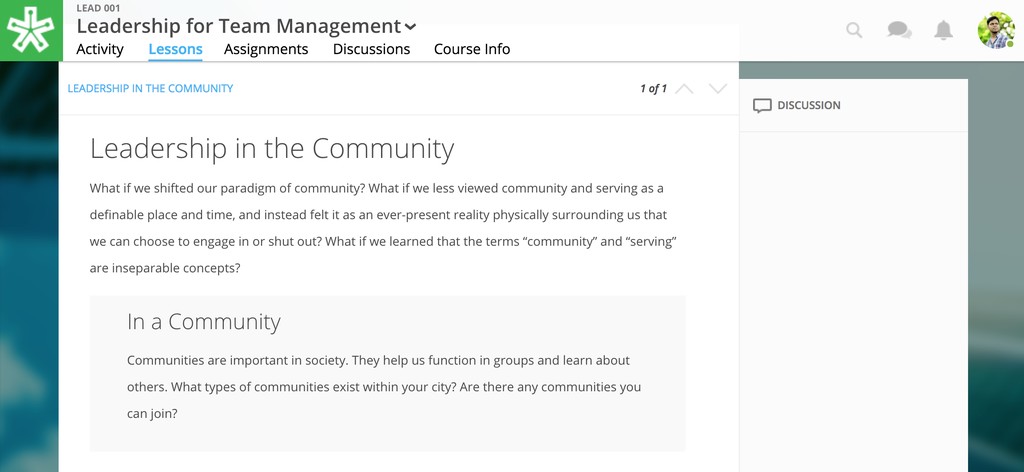 LEAD 001
Leadership for Team Management
Activity Lessons Assignments Discussions Course Info
LEADERSHIP IN THE COMMUNITY 1 of 1
DISCUSSION
Leadership in the Community
What if we shifted our paradigm of community? What if we less viewed community and serving as a
definable place and time, and instead felt it as an ever-present reality physically surrounding us that
we can choose to engage in or shut out? What if we learned that the terms “community” and “serving”
are inseparable concepts?
In a Community
Communities are important in society. They help us function in groups and learn about
others. What types of communities exist within your city? Are there any communities you
can join?